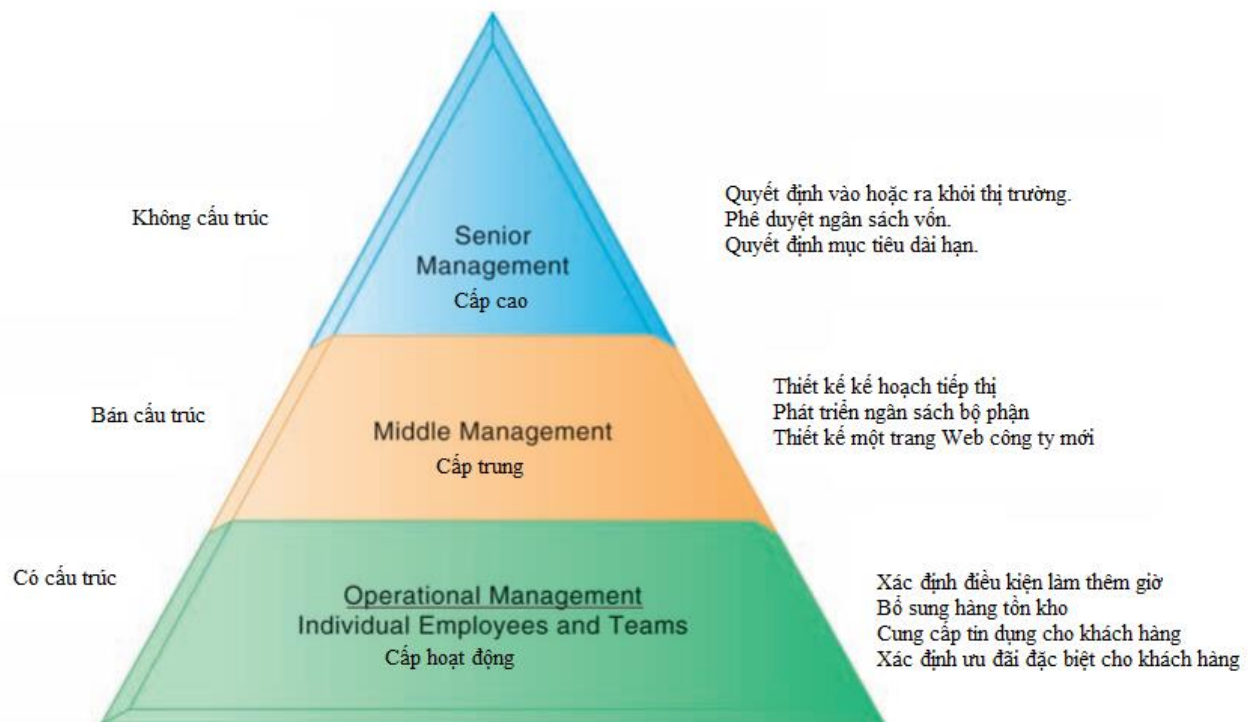 Không cấu trúc
Senior
Management
Cấp cao
Quyết định vào hoặc ra khỏi thị trường.
Phê duyệt ngân sách vốn.
Quyết định mục tiêu dài hạn.
Bán cấu trúc
Middle Management
Cấp trung
Thiết kế kế hoạch tiếp thị
Phát triển ngân sách bộ phận
Thiết kế một trang Web công ty mới
Có cấu trúc
Operational Management
Individual Employees and Teams
Cấp hoạt động
Xác định điều kiện làm thêm giờ
Bổ sung hàng tồn kho
Cung cấp tín dụng cho khách hàng
Xác định ưu đãi đặc biệt cho khách hàng